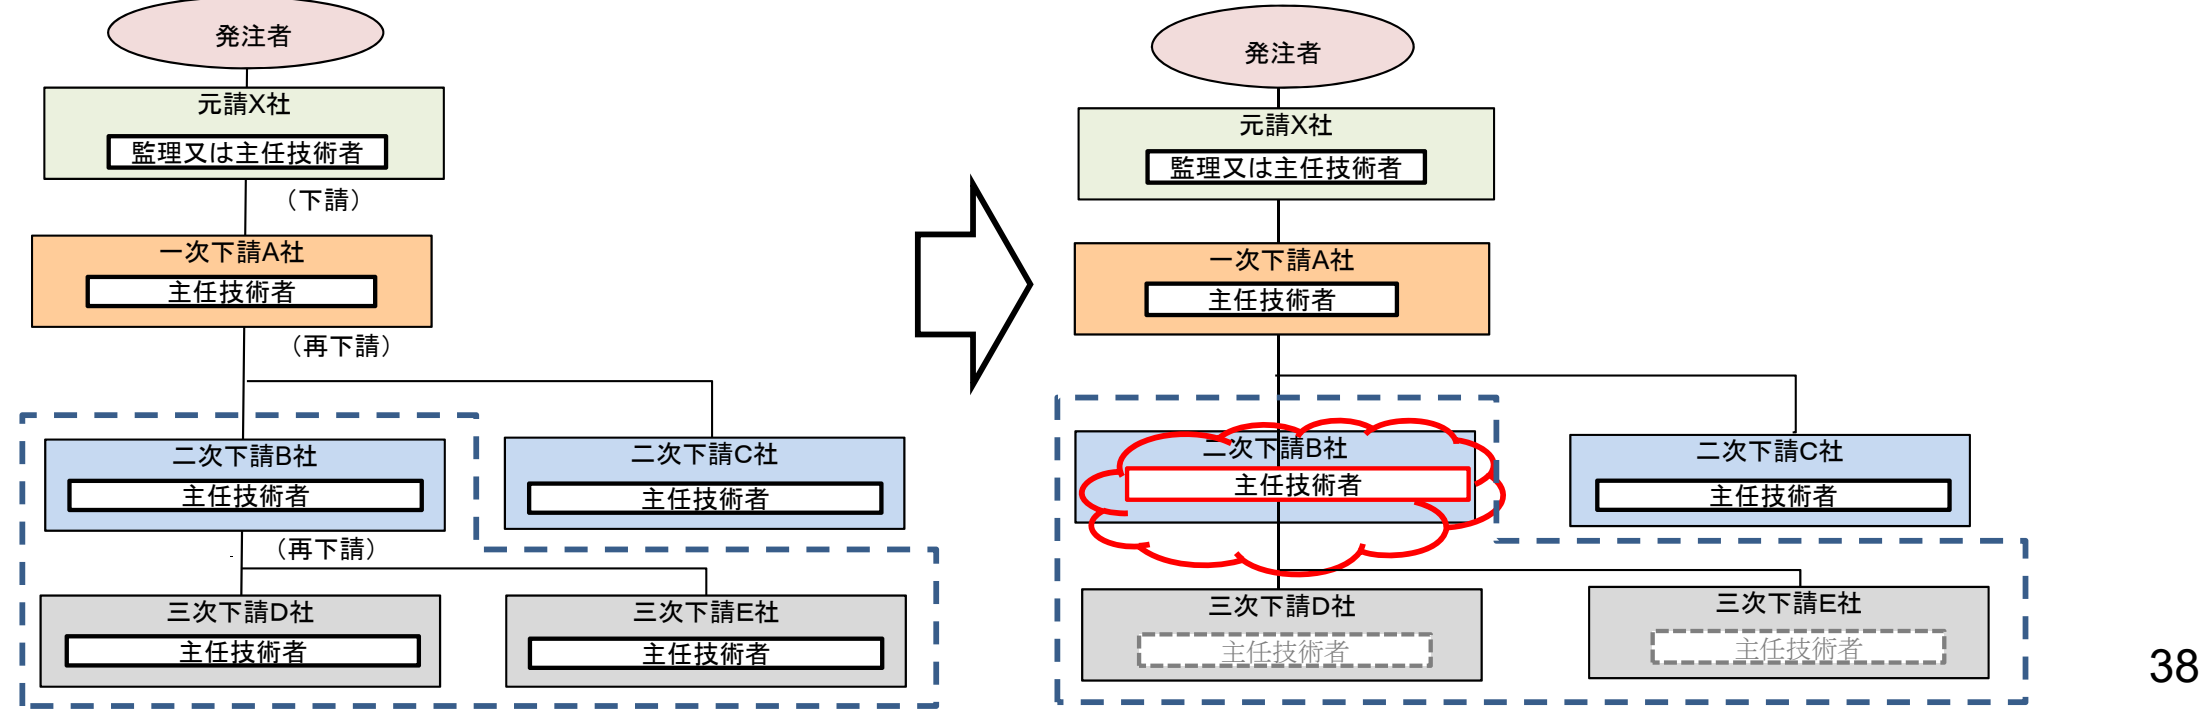 発注者
元請X社
監理又は主任技術者
（下請）
一次下請A社
主任技術者
（再下請）
二次下請B社
主任技術者
二次下請C社
主任技術者
（再下請）
三次下請D社
主任技術者
三次下請E社
主任技術者
発注者
元請X社
監理又は主任技術者
一次下請A社
主任技術者
二次下請B社
主任技術者
二次下請C社
主任技術者
三次下請D社
主任技術者
三次下請E社
主任技術者
38